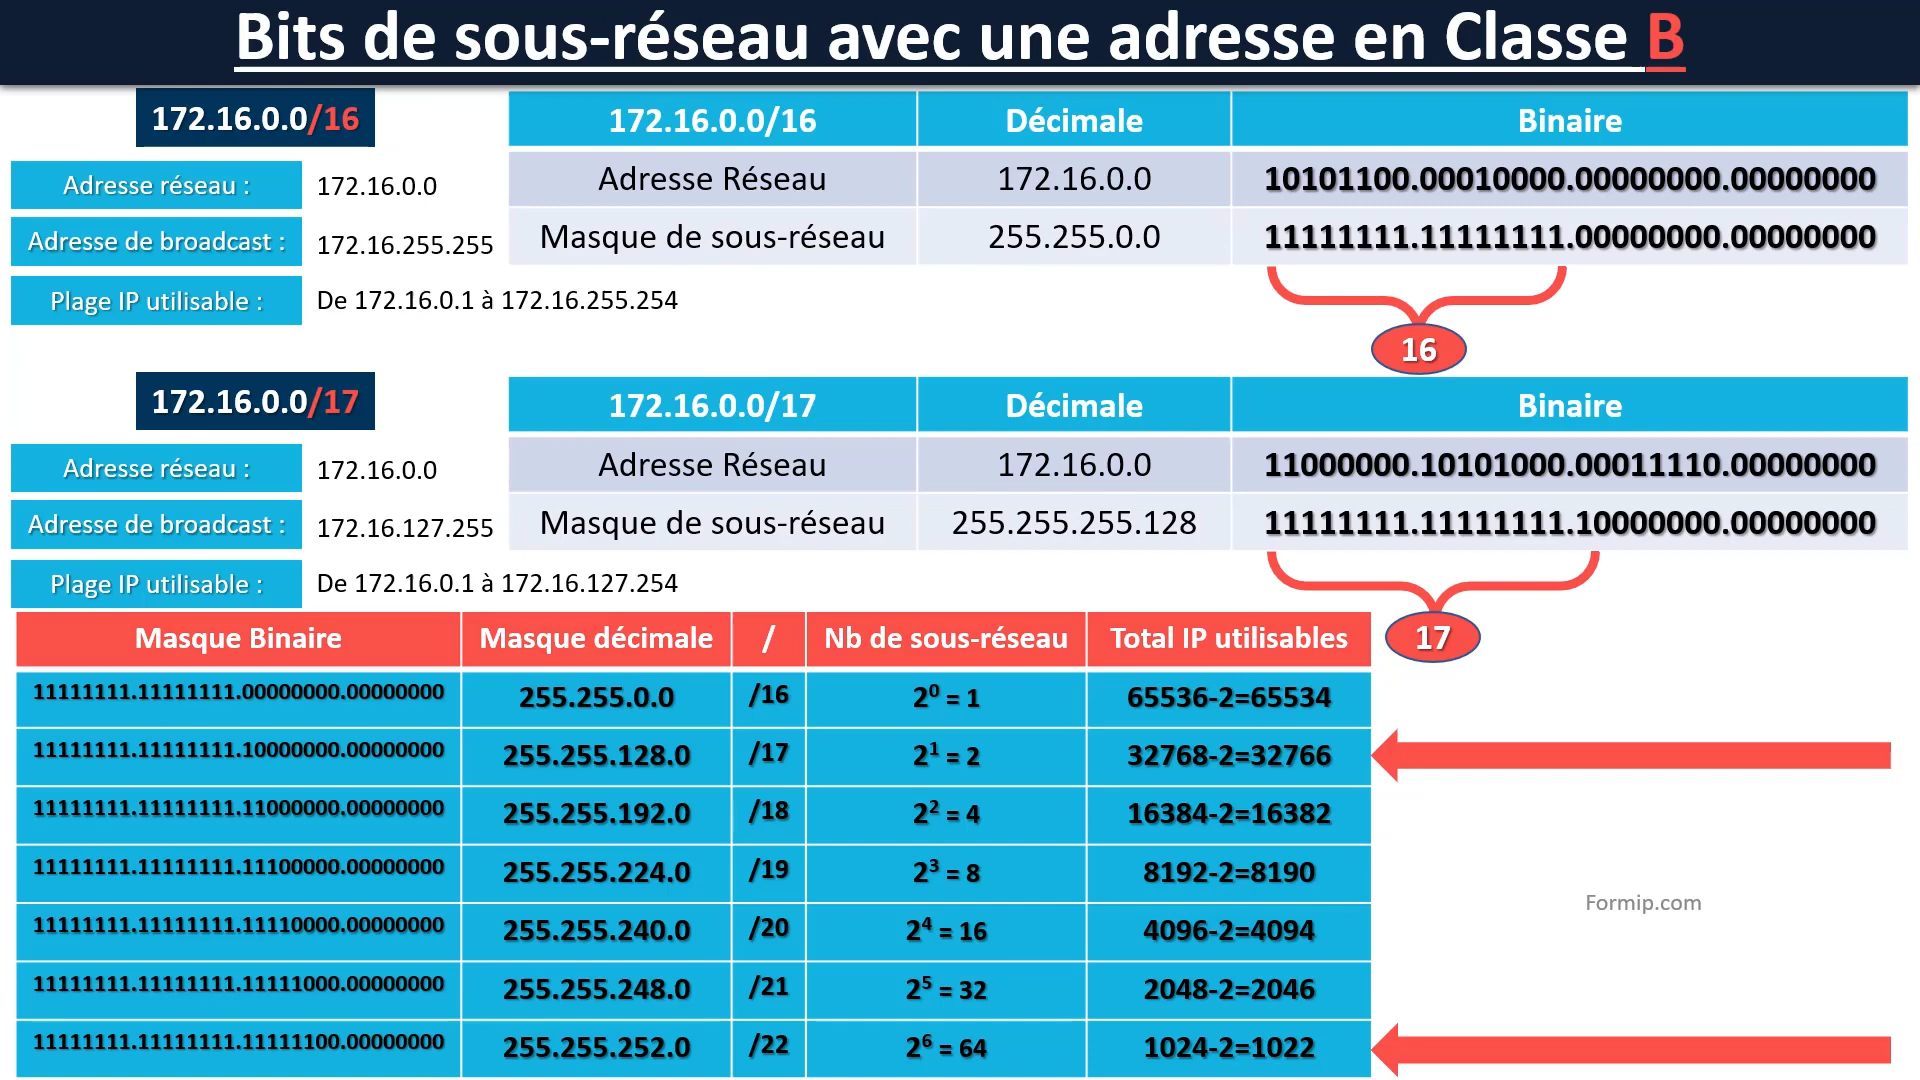 Bits de sous-réseau avec une adresse en Classe B
172.16.0.0/16
Adresse réseau : 172.16.0.0
Adresse de broadcast : 172.16.255.255
Plage IP utilisable : De 172.16.0.1 à 172.16.255.254
172.16.0.0/16 Décimale Binaire
Adresse Réseau 172.16.0.0 10101100.00010000.00000000.00000000
Masque de sous-réseau 255.255.0.0 11111111.11111111.00000000.00000000
16
172.16.0.0/17
Adresse réseau : 172.16.0.0
Adresse de broadcast : 172.16.127.255
Plage IP utilisable : De 172.16.0.1 à 172.16.127.254
172.16.0.0/17 Décimale Binaire
Adresse Réseau 172.16.0.0 11000000.10101000.00011110.00000000
Masque de sous-réseau 255.255.255.128 11111111.11111111.10000000.00000000
17
Masque Binaire Masque décimale / Nb de sous-réseau Total IP utilisables
11111111.11111111.00000000.00000000 255.255.0.0 /16 2⁰ = 1 65536-2=65534
11111111.11111111.10000000.00000000 255.255.128.0 /17 2¹ = 2 32768-2=32766
11111111.11111111.11000000.00000000 255.255.192.0 /18 2² = 4 16384-2=16382
11111111.11111111.11100000.00000000 255.255.224.0 /19 2³ = 8 8192-2=8190
11111111.11111111.11110000.00000000 255.255.240.0 /20 2⁴ = 16 4096-2=4094
11111111.11111111.11111000.00000000 255.255.248.0 /21 2⁵ = 32 2048-2=2046
11111111.11111111.11111100.00000000 255.255.252.0 /22 2⁶ = 64 1024-2=1022
Formip.com